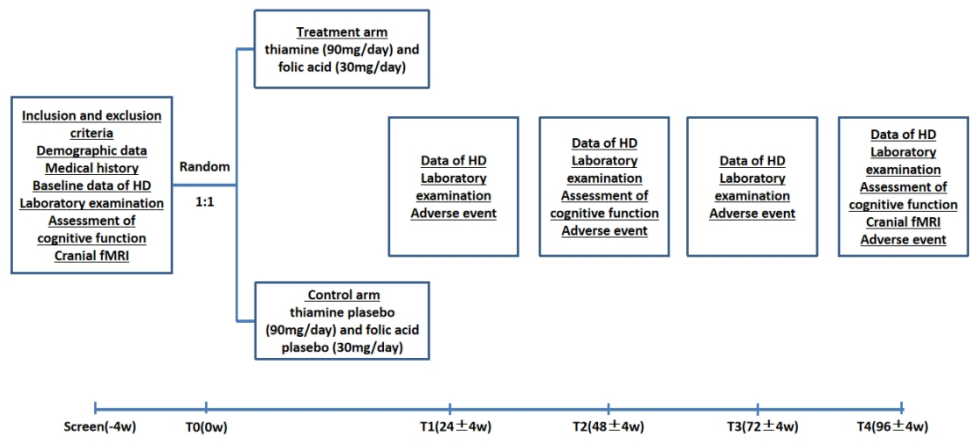 Treatment arm
thiamine (90mg/day) and
folic acid (30mg/day)
Inclusion and exclusion
criteria
Demographic data
Medical history
Baseline data of HD
Laboratory examination
Assessment of
cognitive function
Cranial fMRI
Random
1:1
Data of HD
Laboratory
examination
Adverse event
Data of HD
Laboratory
examination
Assessment of
cognitive function
Adverse event
Data of HD
Laboratory
examination
Adverse event
Data of HD
Laboratory
examination
Assessment of
cognitive function
Cranial fMRI
Adverse event
Control arm
thiamine plasebo
(90mg/day) and folic acid
plasebo (30mg/day)
Screen(-4w)
T0(0w)
T1(24±4w)
T2(48±4w)
T3(72±4w)
T4(96±4w)